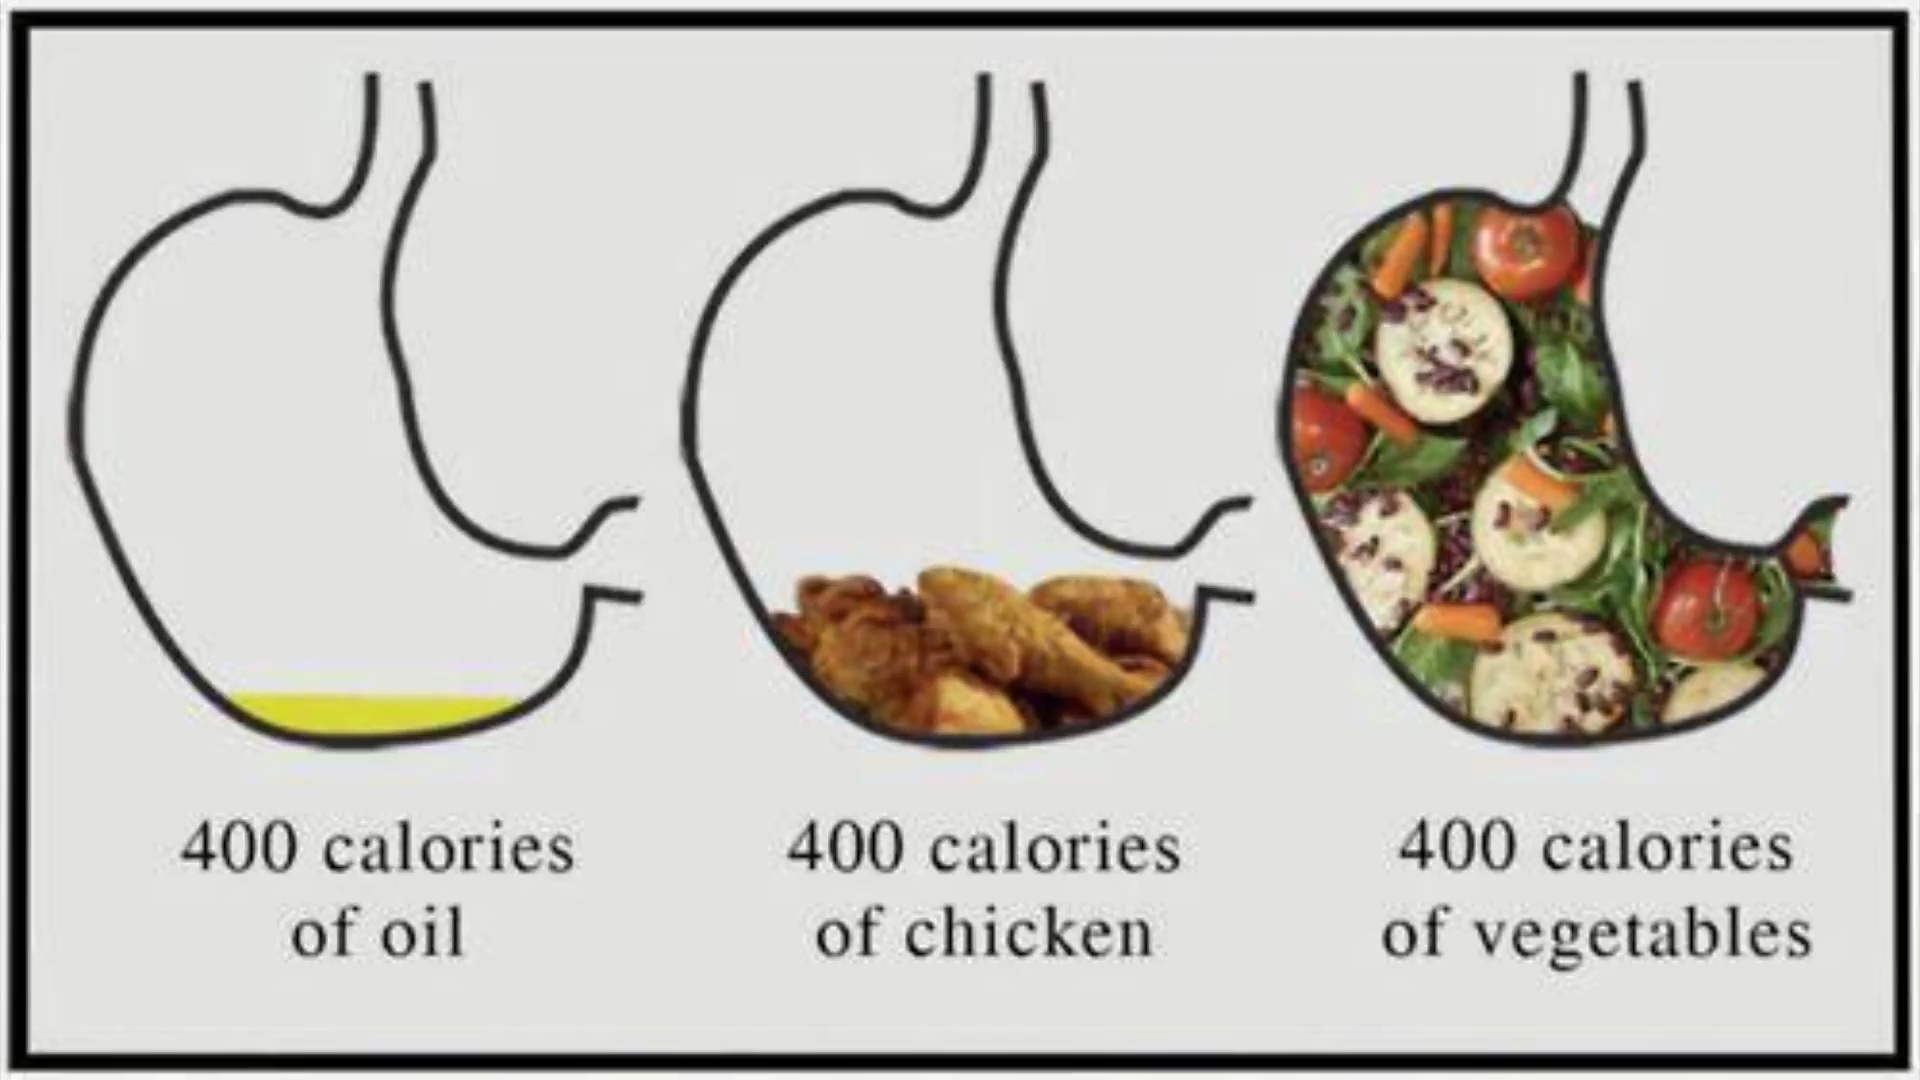 400 calories
of oil
400 calories
of chicken
400 calories
of vegetables